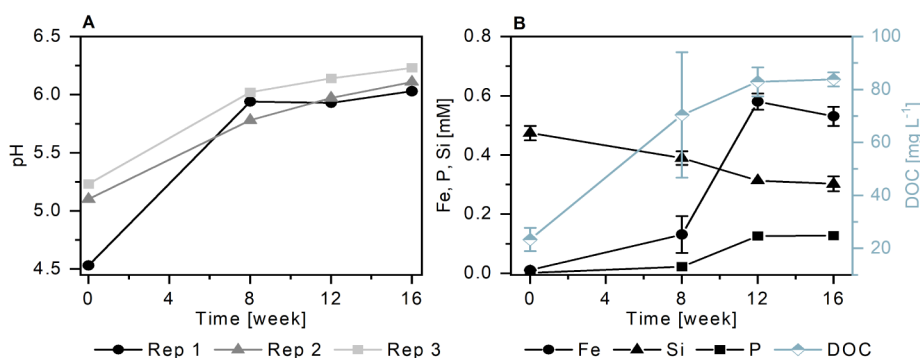 A
B
6.5
6.0
5.5
5.0
4.5
pH
0 4 8 12 16
Time [week]
Rep 1 Rep 2 Rep 3
0.8
0.6
0.4
0.2
0.0
Fe, P, Si [mM]
100
80
60
40
20
DOC [mg L⁻¹]
0 4 8 12 16
Time [week]
Fe Si P DOC